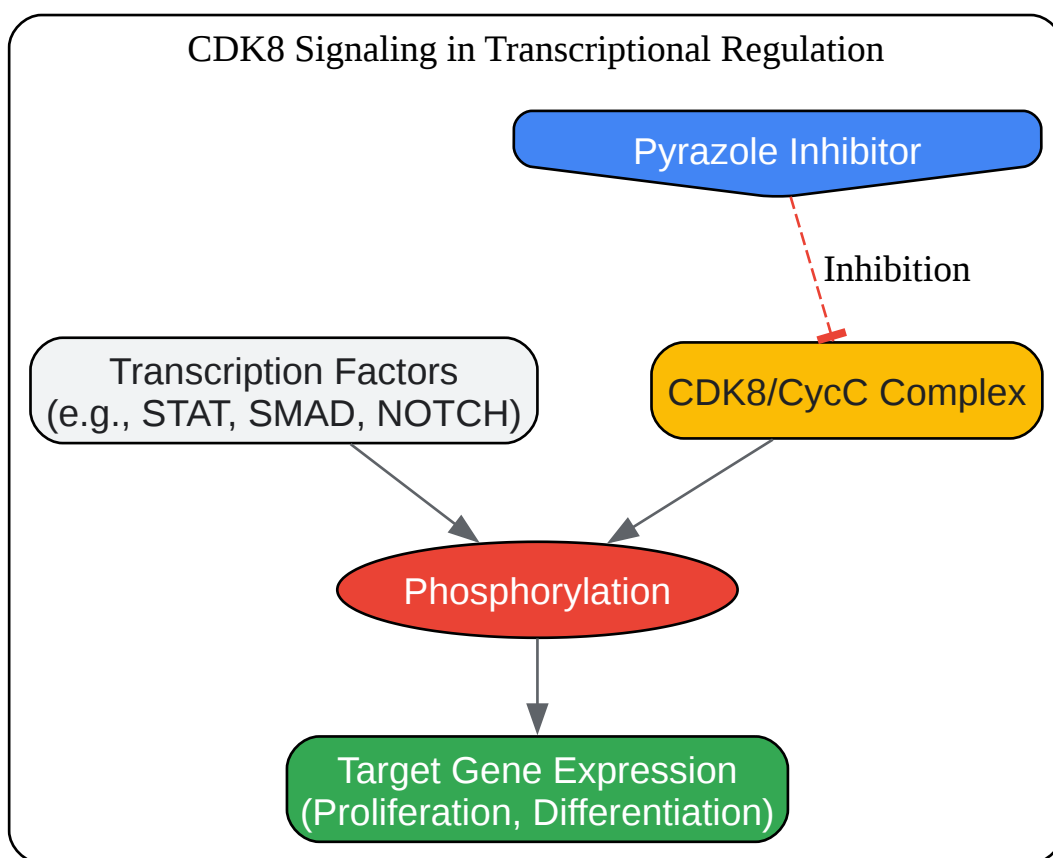 CDK8 Signaling in Transcriptional Regulation
Pyrazole Inhibitor
Inhibition
Transcription Factors
(e.g., STAT, SMAD, NOTCH)
CDK8/CycC Complex
Phosphorylation
Target Gene Expression
(Proliferation, Differentiation)